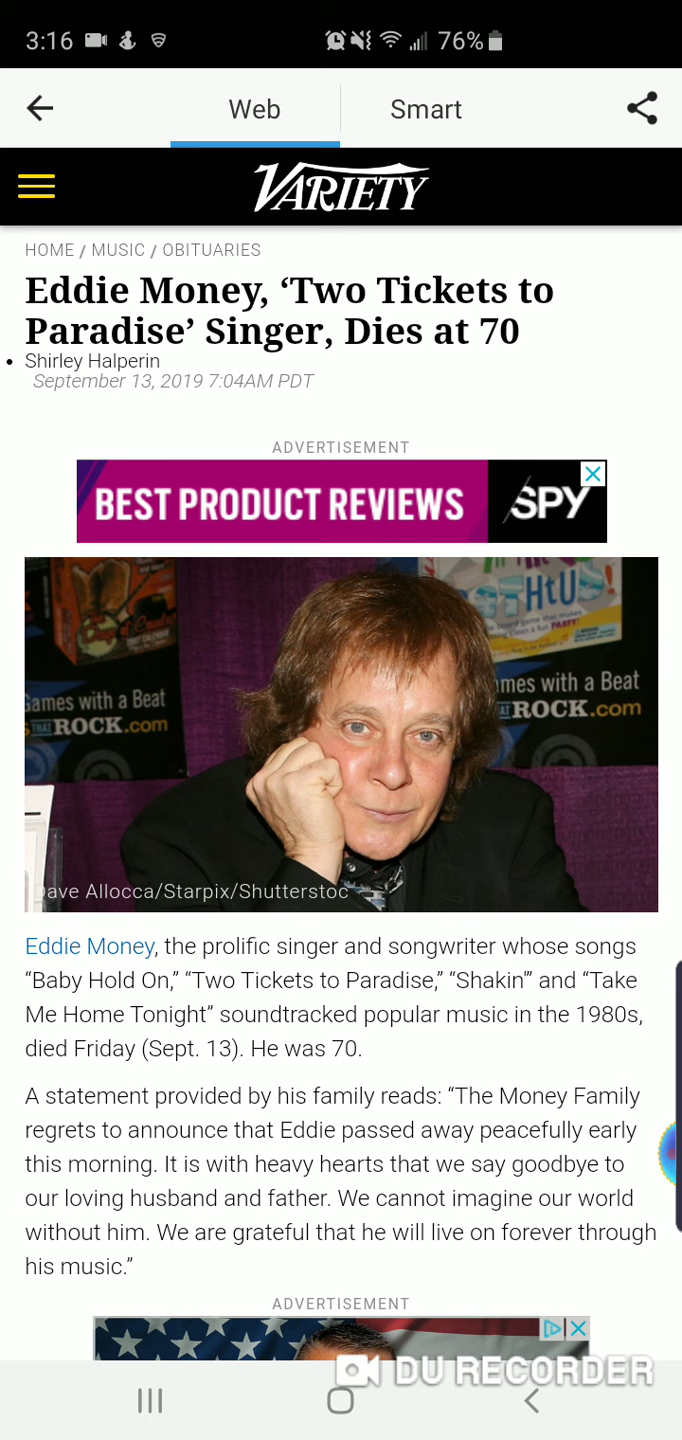 3:16
76%
Web
Smart
VARIETY
HOME / MUSIC / OBITUARIES
Eddie Money, ‘Two Tickets to
Paradise’ Singer, Dies at 70
• Shirley Halperin
September 13, 2019 7:04AM PDT
ADVERTISEMENT
BEST PRODUCT REVIEWS
SPY
STHtUS!
PARTY!
ames with a Beat
THAT ROCK.com
mes with a Beat
AT ROCK.com
Dave Allocca/Starpix/Shutterstoc
Eddie Money, the prolific singer and songwriter whose songs
“Baby Hold On,” “Two Tickets to Paradise,” “Shakin’” and “Take
Me Home Tonight” soundtracked popular music in the 1980s,
died Friday (Sept. 13). He was 70.
A statement provided by his family reads: “The Money Family
regrets to announce that Eddie passed away peacefully early
this morning. It is with heavy hearts that we say goodbye to
our loving husband and father. We cannot imagine our world
without him. We are grateful that he will live on forever through
his music.”
ADVERTISEMENT
DU RECORDER